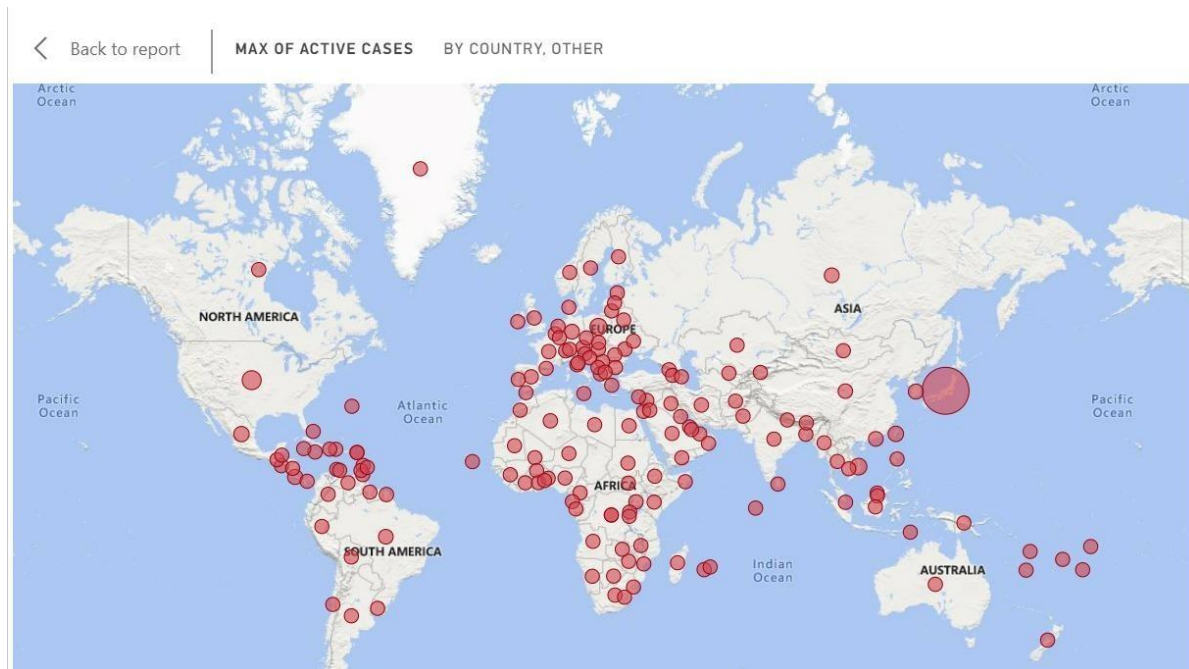 Back to report
MAX OF ACTIVE CASES BY COUNTRY, OTHER
Arctic
Ocean
Arctic
Ocean
NORTH AMERICA
EUROPE
ASIA
Pacific
Ocean
Atlantic
Ocean
Pacific
Ocean
AFRICA
SOUTH AMERICA
Indian
Ocean
AUSTRALIA